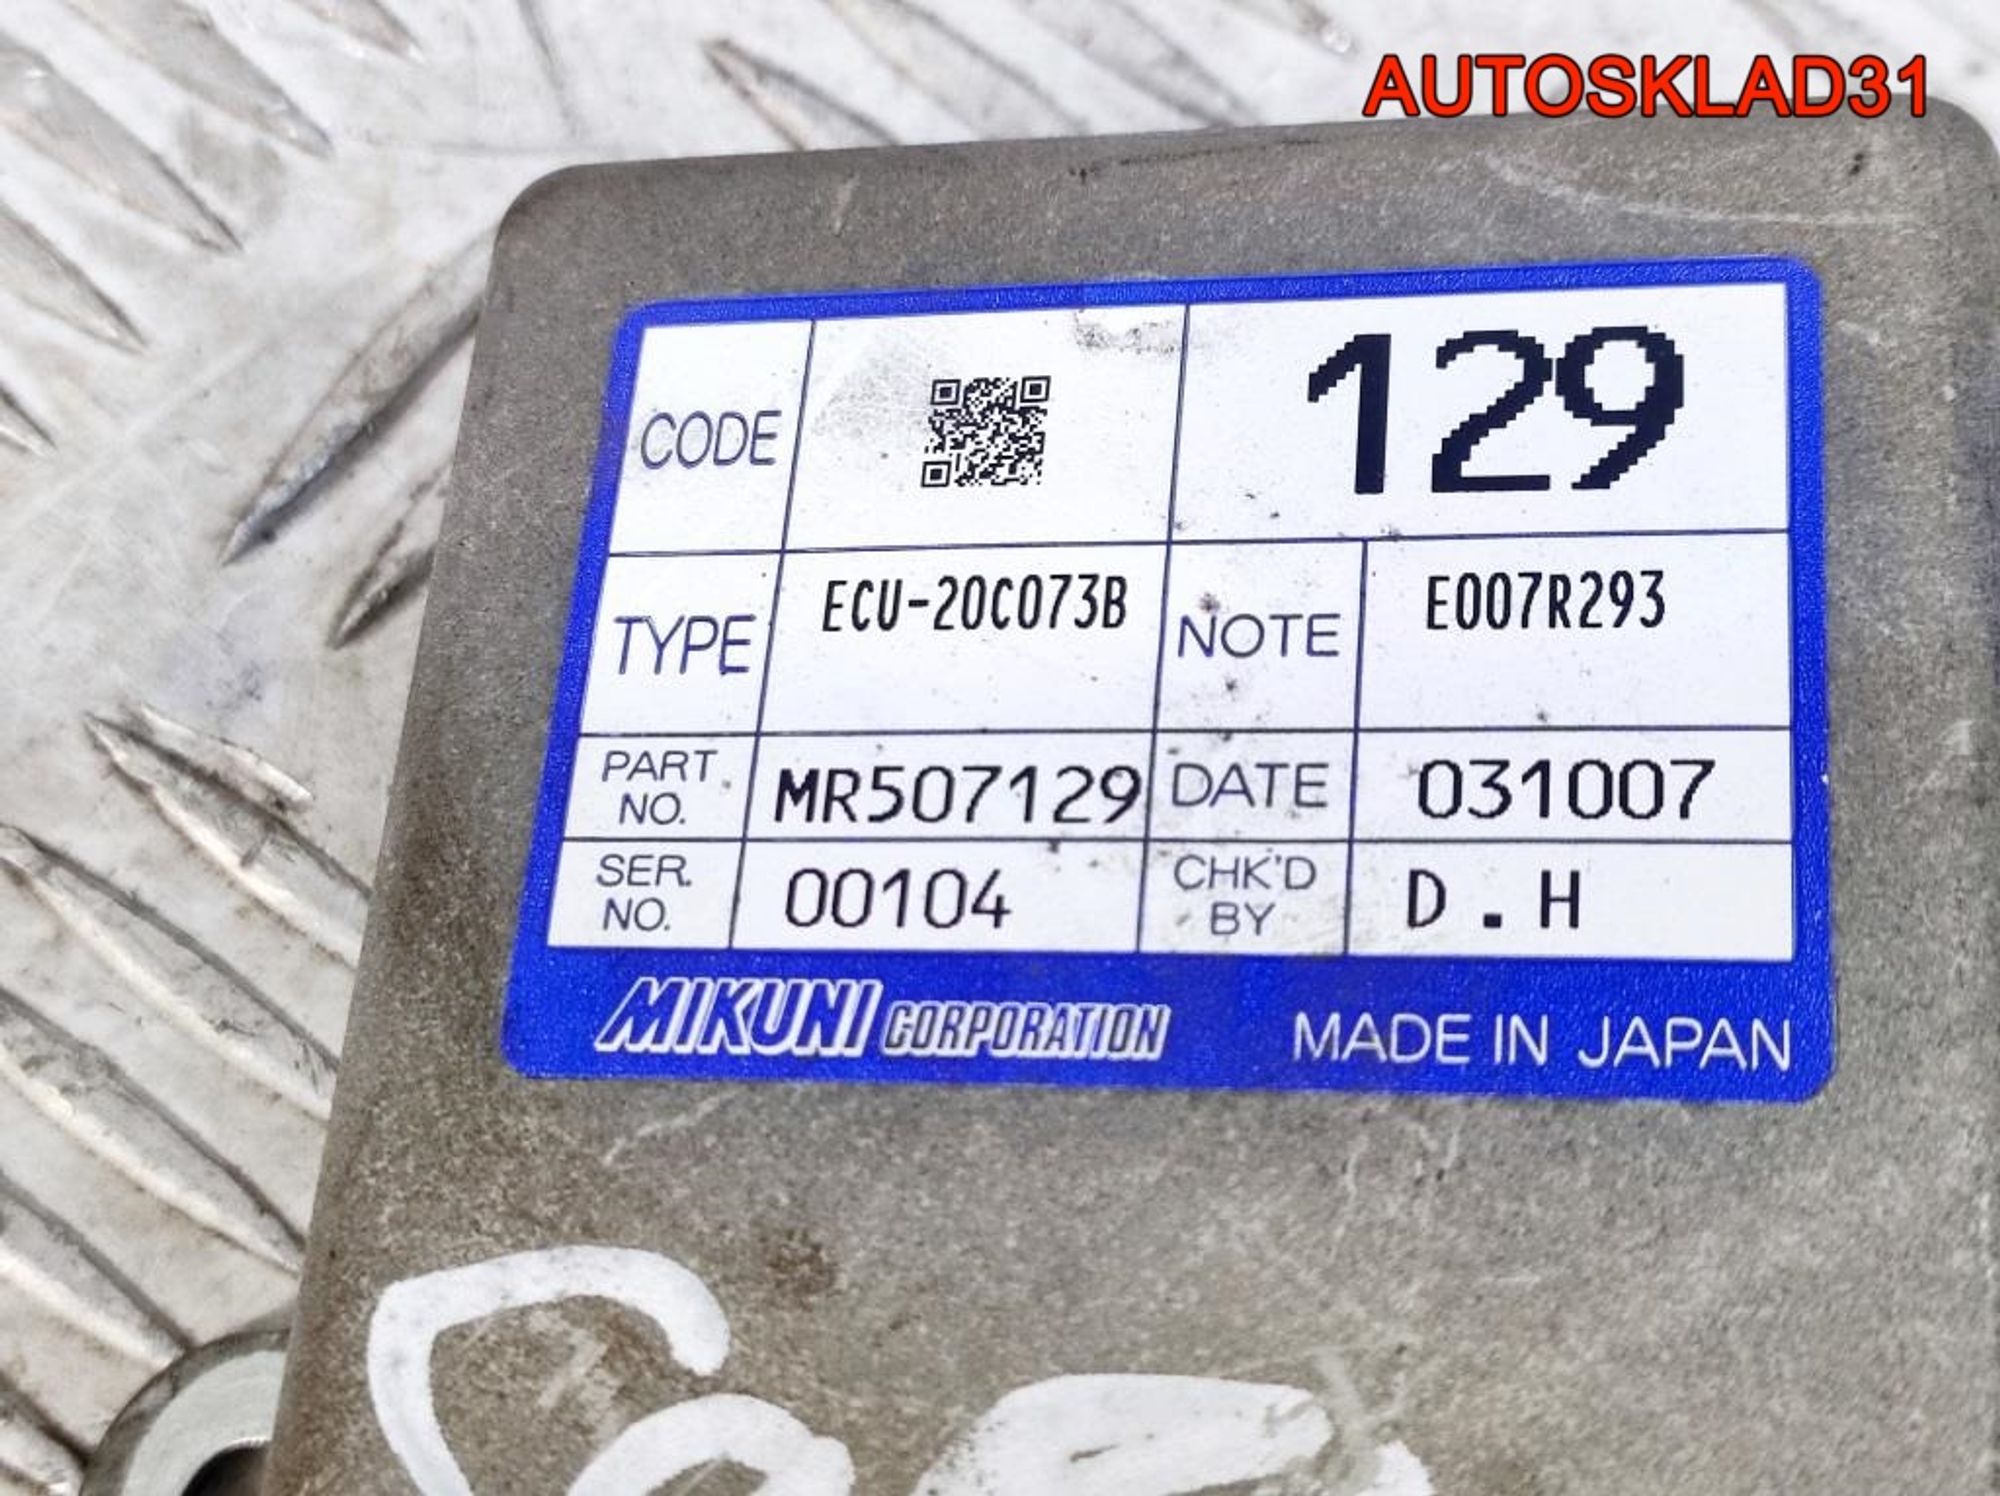 AUTOSKLAD31
CODE 129
TYPE ECU-20C073B NOTE E007R293
PART NO. MR507129 DATE 031007
SER. NO. 00104 CHK'D BY D.H
MIKUNI CORPORATION MADE IN JAPAN